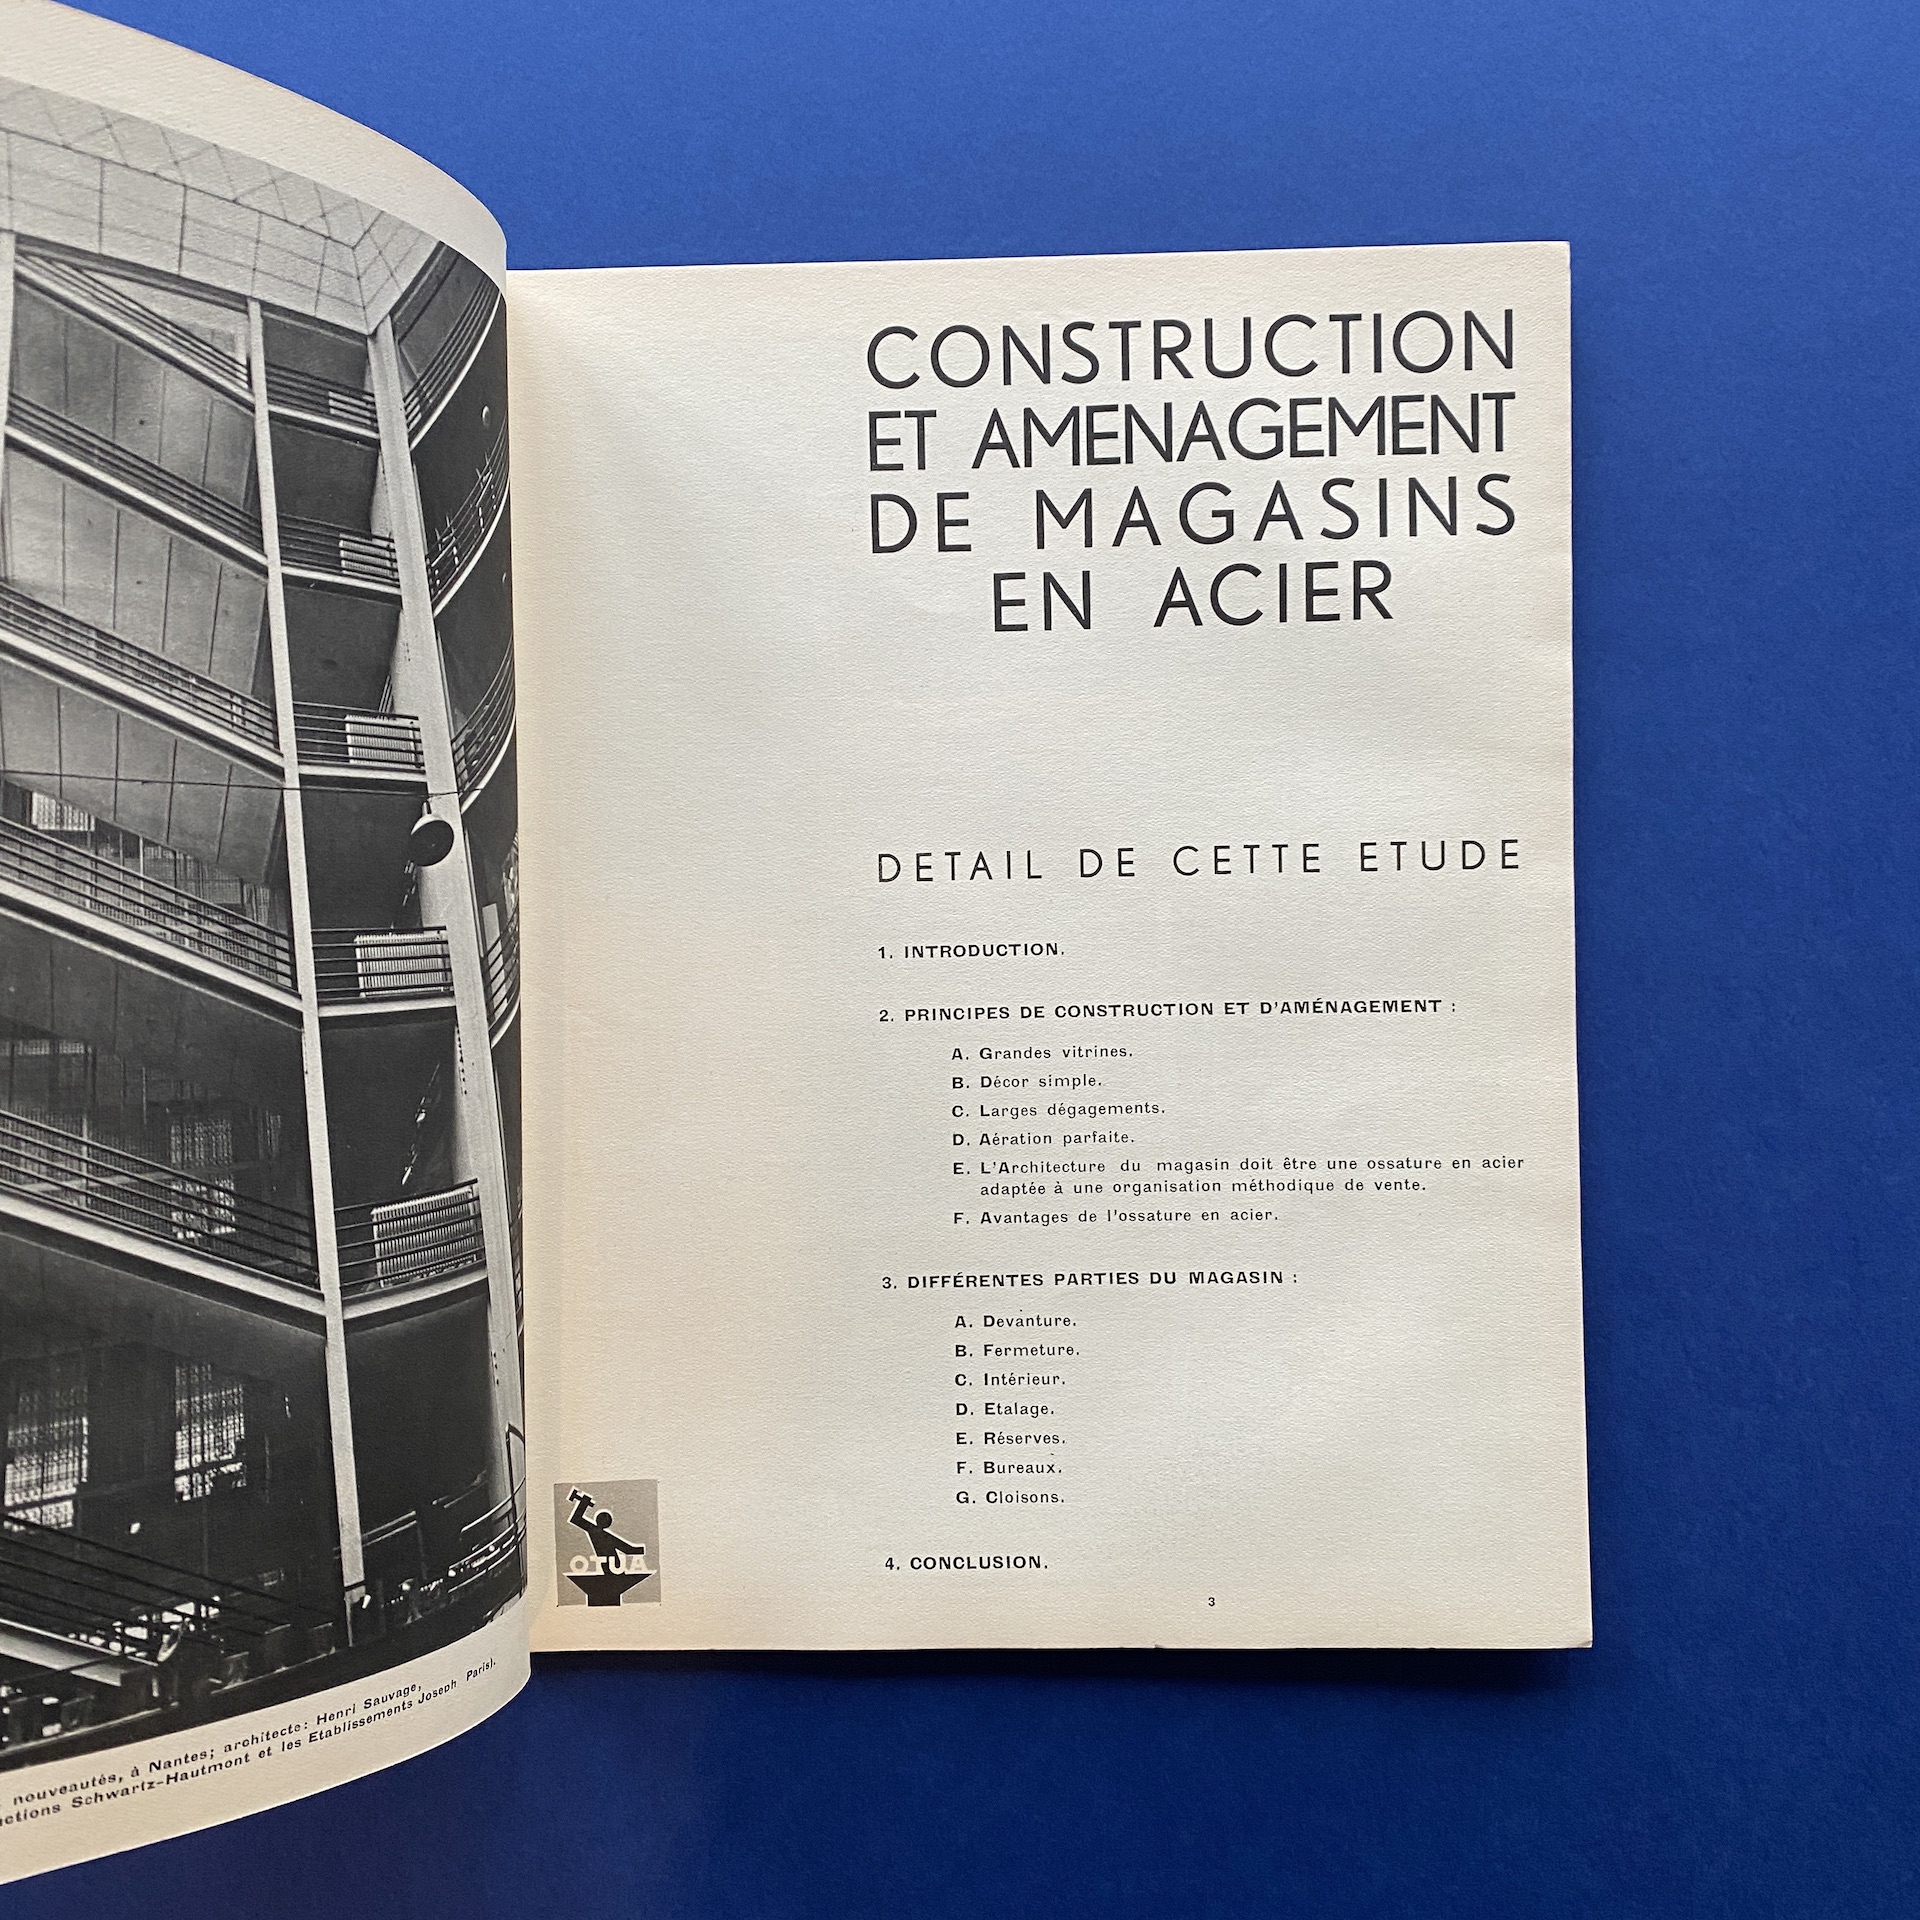 nouveautés, à Nantes; architecte: Henri Sauvage,
Schwartz-Hautmont et les Etablissements Joseph Paris).
CONSTRUCTION
ET AMENAGEMENT
DE MAGASINS
EN ACIER
DETAIL DE CETTE ETUDE
1. INTRODUCTION.
2. PRINCIPES DE CONSTRUCTION ET D'AMÉNAGEMENT :
A. Grandes vitrines.
B. Décor simple.
C. Larges dégagements.
D. Aération parfaite.
E. L'Architecture du magasin doit être une ossature en acier
adaptée à une organisation méthodique de vente.
F. Avantages de l'ossature en acier.
3. DIFFÉRENTES PARTIES DU MAGASIN :
A. Devanture.
B. Fermeture.
C. Intérieur.
D. Etalage.
E. Réserves.
F. Bureaux.
G. Cloisons.
4. CONCLUSION.
OTUA
3